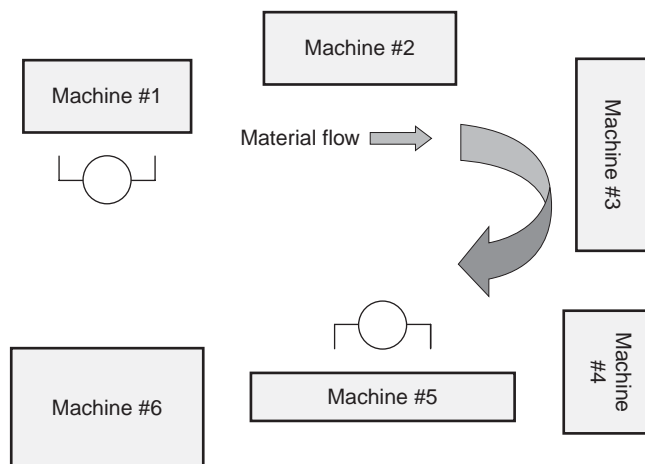 Machine #2
Machine #1
Material flow
Machine #3
Machine
#4
Machine #5
Machine #6